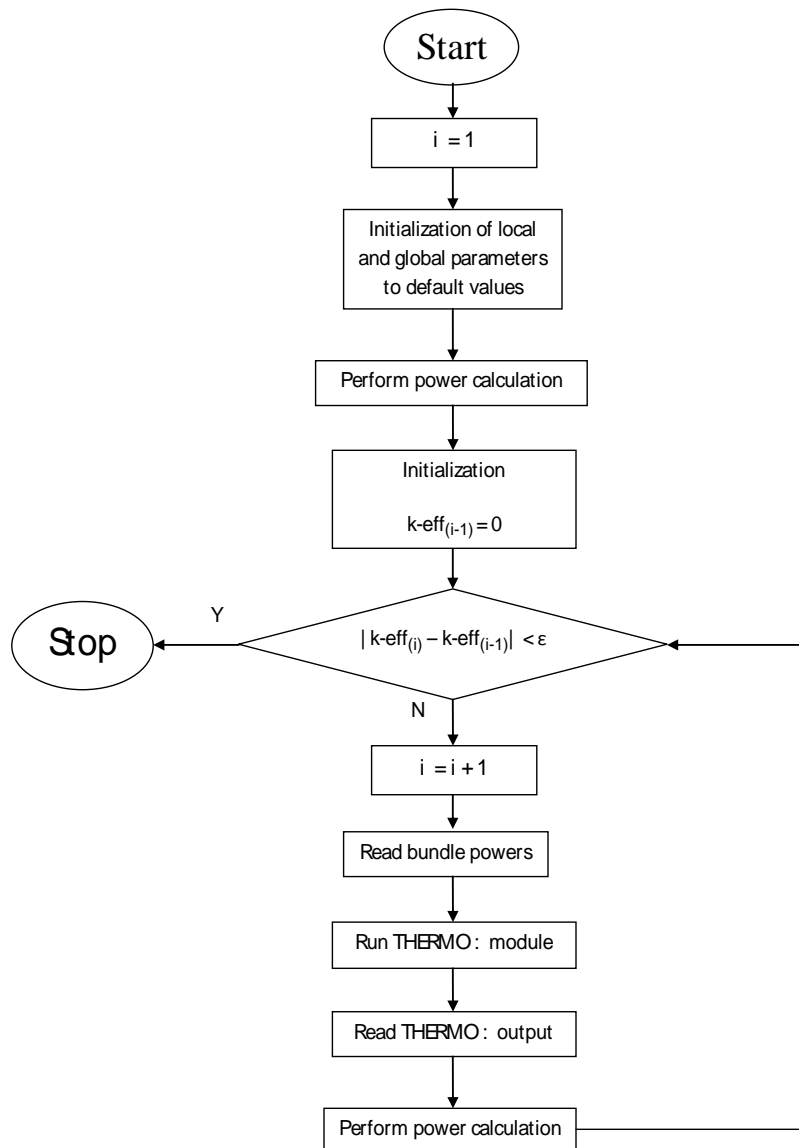 Start
i = 1
Initialization of local
and global parameters
to default values
Perform power calculation
Initialization
k-eff(i-1) = 0
Y
Stop
| k-eff(i) – k-eff(i-1)| < ε
N
i = i + 1
Read bundle powers
Run THERMO: module
Read THERMO: output
Perform power calculation